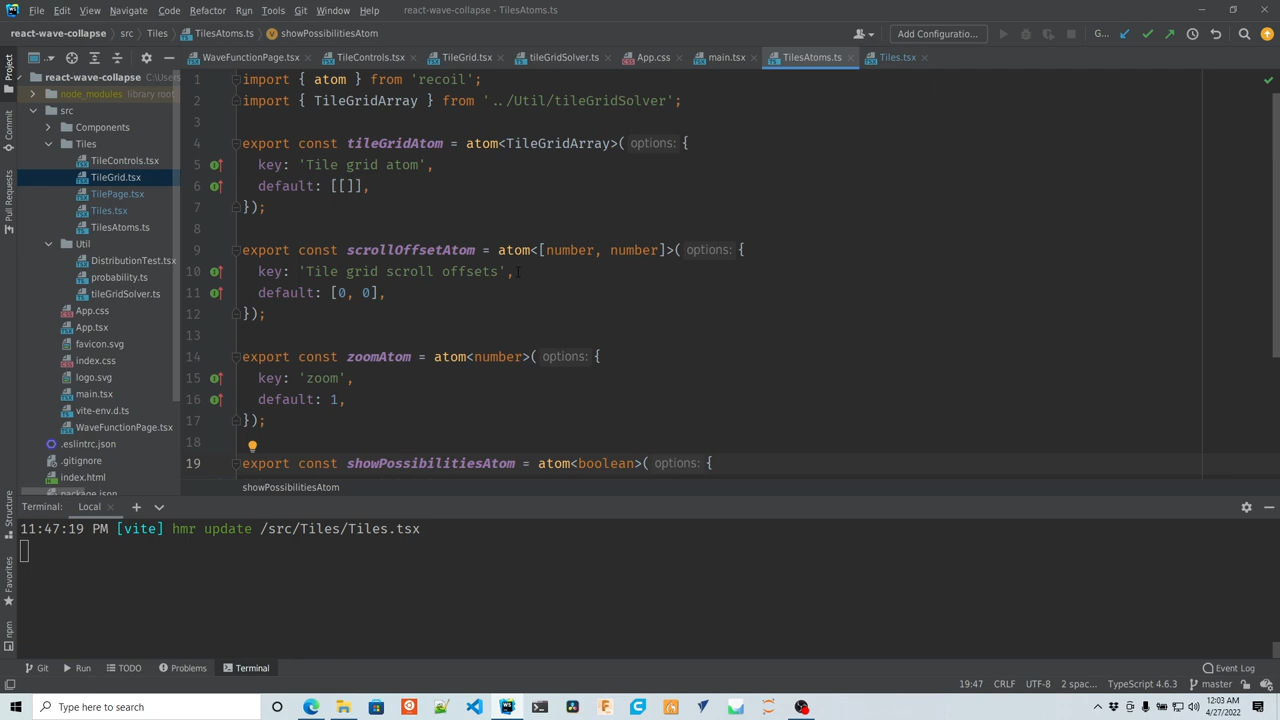 File Edit View Navigate Code Refactor Run Tools Git Window Help react-wave-collapse - TilesAtoms.ts
react-wave-collapse src Tiles TilesAtoms.ts showPossibilitiesAtom
Add Configuratio... G...
WaveFunctionPage.tsx TileControls.tsx TileGrid.tsx tileGridSolver.ts App.css main.tsx TilesAtoms.ts Tiles.tsx
Project
Commit
Pull Requests
Structure
Favorites
npm
react-wave-collapse C:\Users
node_modules library root
src
Components
Tiles
TileControls.tsx
TileGrid.tsx
TilePage.tsx
Tiles.tsx
TilesAtoms.ts
Util
DistributionTest.tsx
probability.ts
tileGridSolver.ts
App.css
App.tsx
favicon.svg
index.css
logo.svg
main.tsx
vite-env.d.ts
WaveFunctionPage.tsx
.eslintrc.json
.gitignore
index.html
package.json
1 import { atom } from 'recoil';
2 import { TileGridArray } from '../Util/tileGridSolver';
3
4 export const tileGridAtom = atom<TileGridArray>( options: {
5 key: 'Tile grid atom',
6 default: [[]],
7 });
8
9 export const scrollOffsetAtom = atom<[number, number]>( options: {
10 key: 'Tile grid scroll offsets',
11 default: [0, 0],
12 });
13
14 export const zoomAtom = atom<number>( options: {
15 key: 'zoom',
16 default: 1,
17 });
18
19 export const showPossibilitiesAtom = atom<boolean>( options: {
showPossibilitiesAtom
Terminal: Local
11:47:19 PM [vite] hmr update /src/Tiles/Tiles.tsx
Git Run TODO Problems Terminal Event Log
19:47 CRLF UTF-8 2 spac... TypeScript 4.6.3 master
Type here to search
12:03 AM
4/27/2022